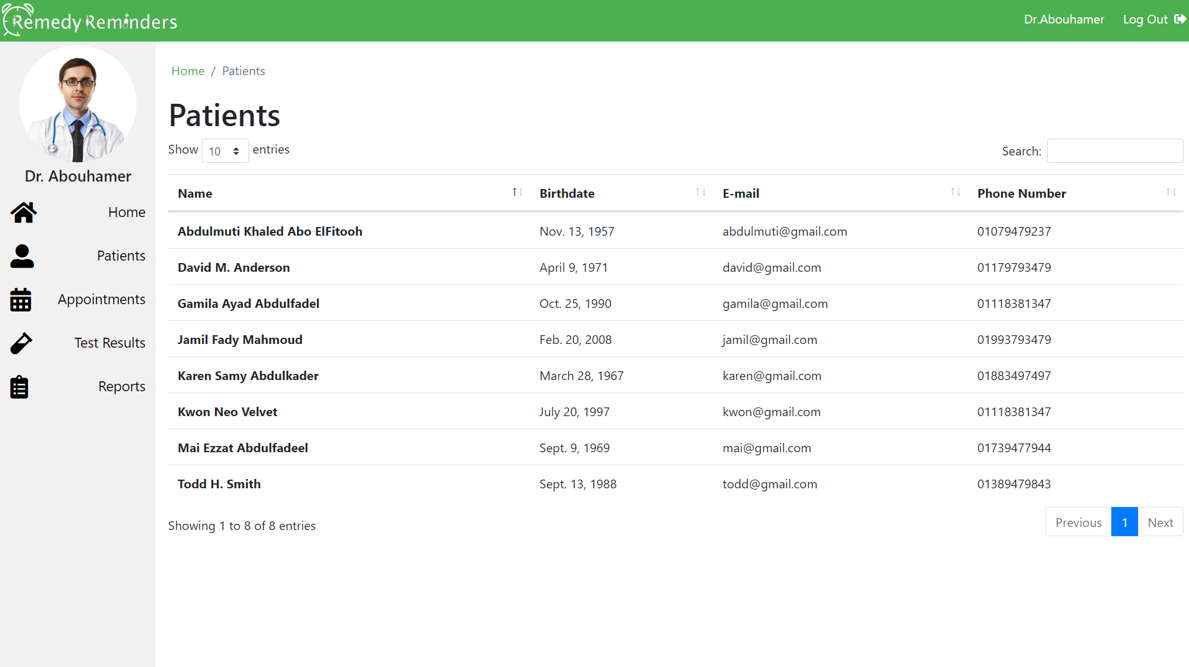 Remedy Reminders
Dr.Abouhamer Log Out
Dr. Abouhamer
Home
Patients
Appointments
Test Results
Reports
Home / Patients
Patients
Show 10 entries
Search:
Name Birthdate E-mail Phone Number
Abdulmuti Khaled Abo ElFitooh Nov. 13, 1957 abdulmuti@gmail.com 01079479237
David M. Anderson April 9, 1971 david@gmail.com 01179793479
Gamila Ayad Abdulfadel Oct. 25, 1990 gamila@gmail.com 01118381347
Jamil Fady Mahmoud Feb. 20, 2008 jamil@gmail.com 01993793479
Karen Samy Abdulkader March 28, 1967 karen@gmail.com 01883497497
Kwon Neo Velvet July 20, 1997 kwon@gmail.com 01118381347
Mai Ezzat Abdulfadeel Sept. 9, 1969 mai@gmail.com 01739477944
Todd H. Smith Sept. 13, 1988 todd@gmail.com 01389479843
Showing 1 to 8 of 8 entries
Previous 1 Next